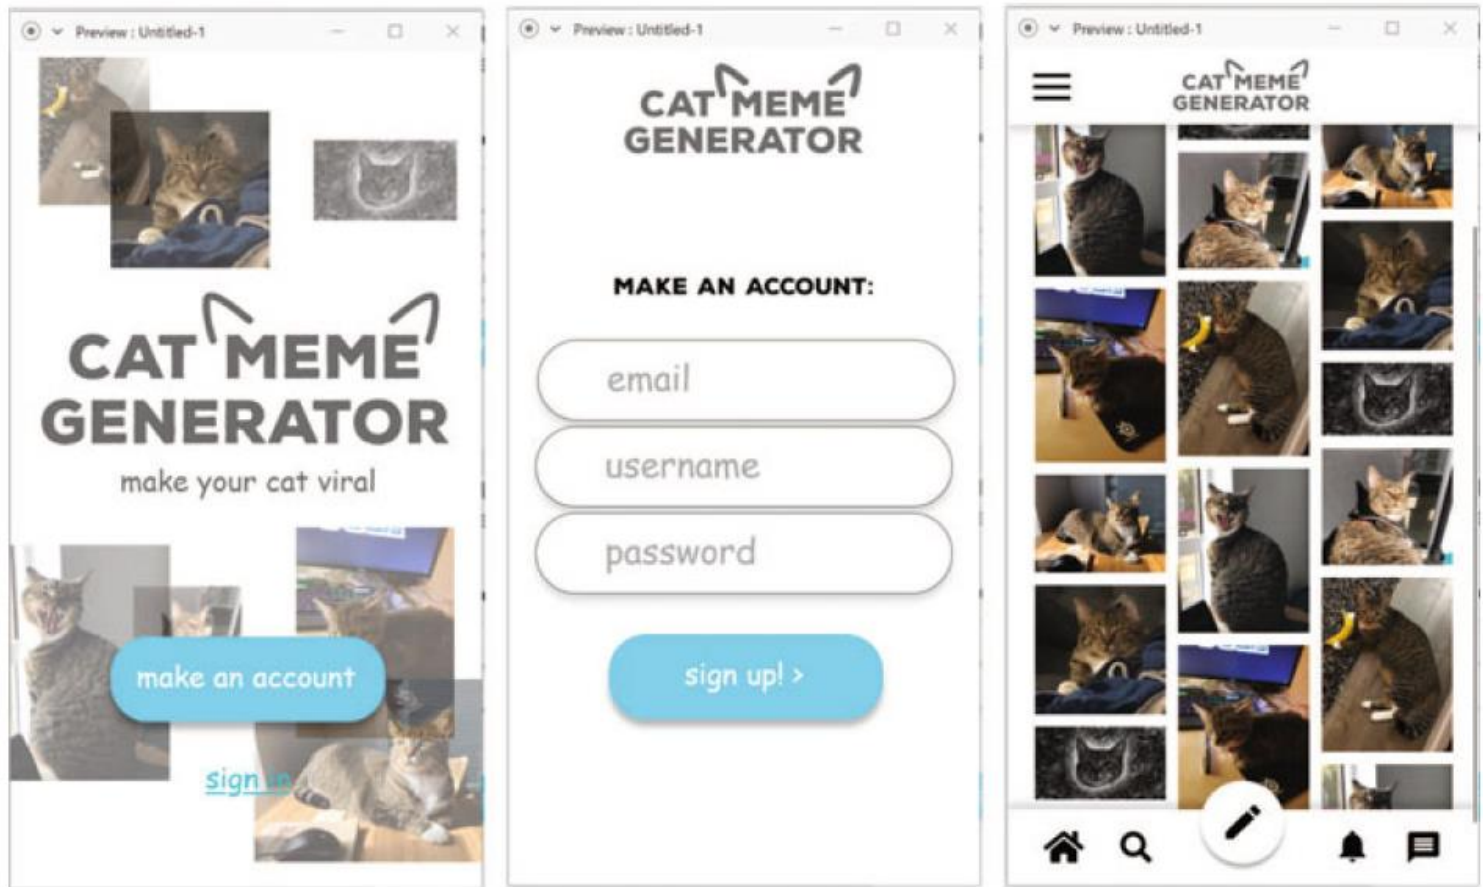 Preview : Untitled-1
CAT MEME
GENERATOR
make your cat viral
make an account
sign in
Preview : Untitled-1
CAT MEME
GENERATOR
MAKE AN ACCOUNT:
email
username
password
sign up! >
Preview : Untitled-1
CAT MEME
GENERATOR